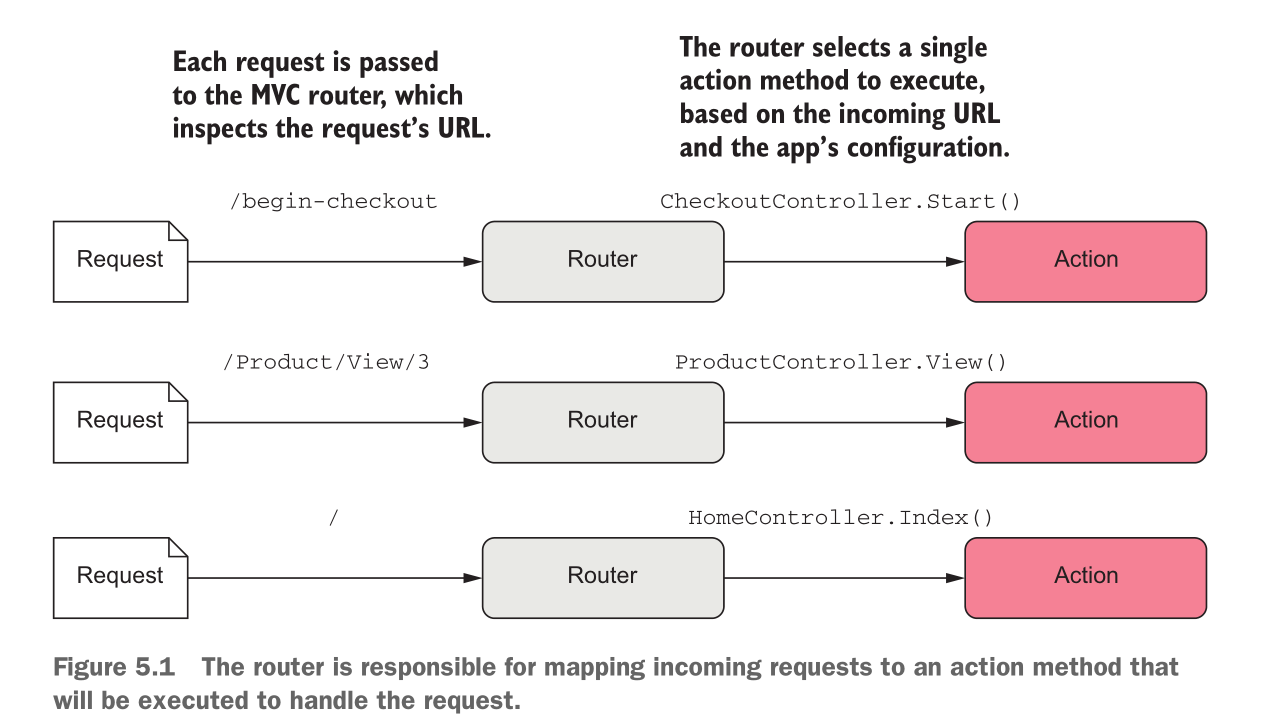 Each request is passed
to the MVC router, which
inspects the request's URL.
The router selects a single
action method to execute,
based on the incoming URL
and the app's configuration.
/begin-checkout
CheckoutController.Start()
Request
Router
Action
/Product/View/3
ProductController.View()
Request
Router
Action
/
HomeController.Index()
Request
Router
Action
Figure 5.1 The router is responsible for mapping incoming requests to an action method that
will be executed to handle the request.